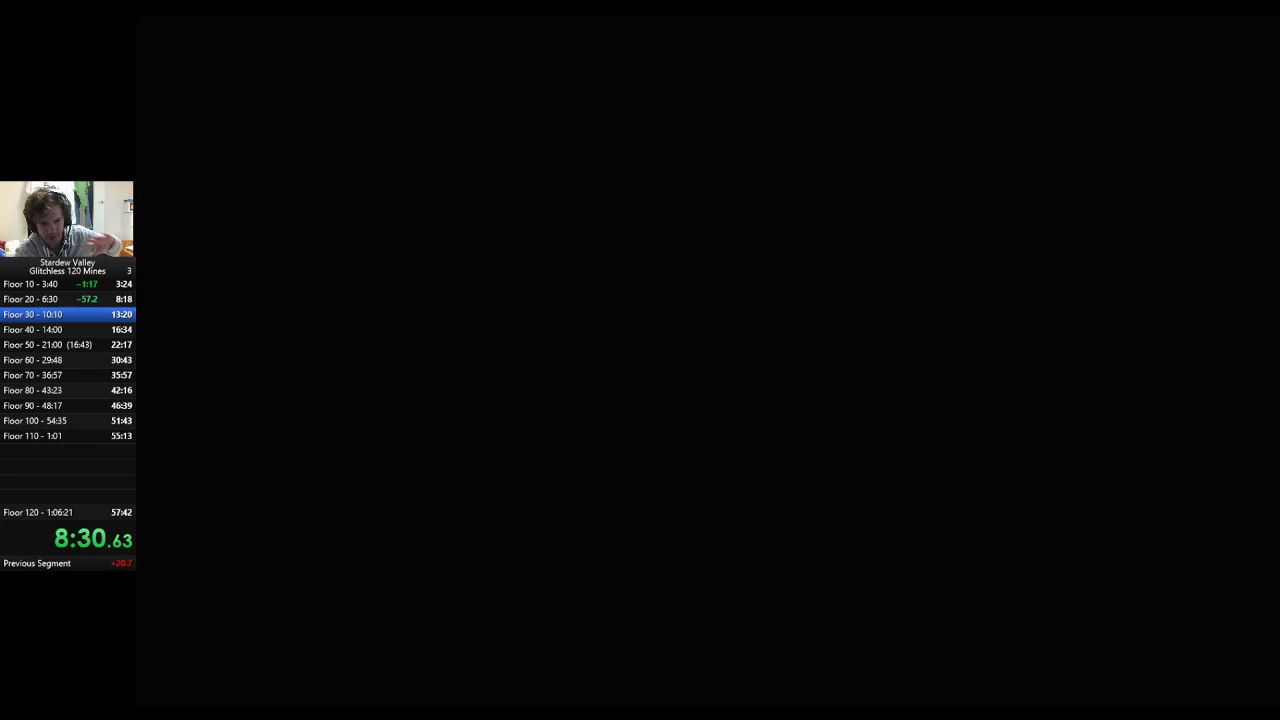 Stardew Valley
Glitchless 120 Mines 3
Floor 10 - 3:40 -1:17 3:24
Floor 20 - 6:30 -57.2 8:18
Floor 30 - 10:10 13:20
Floor 40 - 14:00 16:34
Floor 50 - 21:00 (16:43) 22:17
Floor 60 - 29:48 30:43
Floor 70 - 36:57 35:57
Floor 80 - 43:23 42:16
Floor 90 - 48:17 46:39
Floor 100 - 54:35 51:43
Floor 110 - 1:01 55:13
Floor 120 - 1:06:21 57:42
8:30.63
Previous Segment +20.7